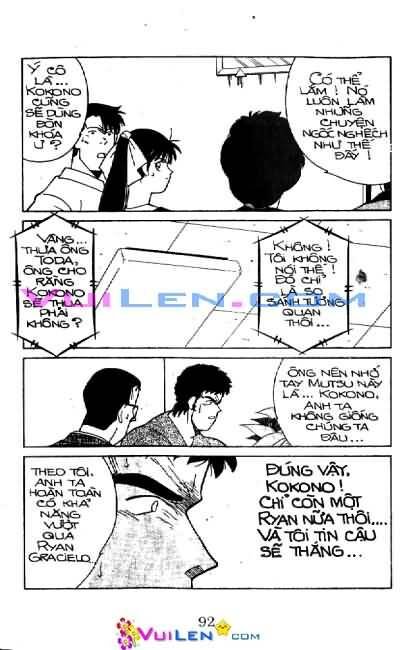 Ý CÔ
LÀ...
KOKONO
CŨNG
SẼ DÙNG
ĐÒN
KHÓA
Ư ?
CÓ THỂ
LẮM ! NÓ
LUÔN LÀM
NHỮNG
CHUYỆN
NGỐC NGHẾCH
NHƯ THẾ
ĐẤY !
VÂNG...
THƯA ÔNG
TODA,
ÔNG CHO
RẰNG
KOKONO
SẼ THUA
PHẢI
KHÔNG ?
KHÔNG !
TÔI KHÔNG
NÓI THẾ !
ĐÓ CHỈ
LÀ SO
SÁNH TƯƠNG
QUAN
THÔI...
VUILEN.COM
ÔNG NÊN NHỚ
TAY MUTSU NÀY
LÀ... KOKONO,
ANH TA
KHÔNG GIỐNG
CHÚNG TA
ĐÂU...
THEO TÔI,
ANH TA
HOÀN TOÀN
CÓ KHẢ
NĂNG
VƯỢT
QUA
RYAN
GRACIELO...
ĐÚNG VẬY,
KOKONO !
CHỈ CÒN MỘT
RYAN NỮA THÔI....
VÀ TÔI TIN CẬU
SẼ THẮNG...
92
VUILEN.COM